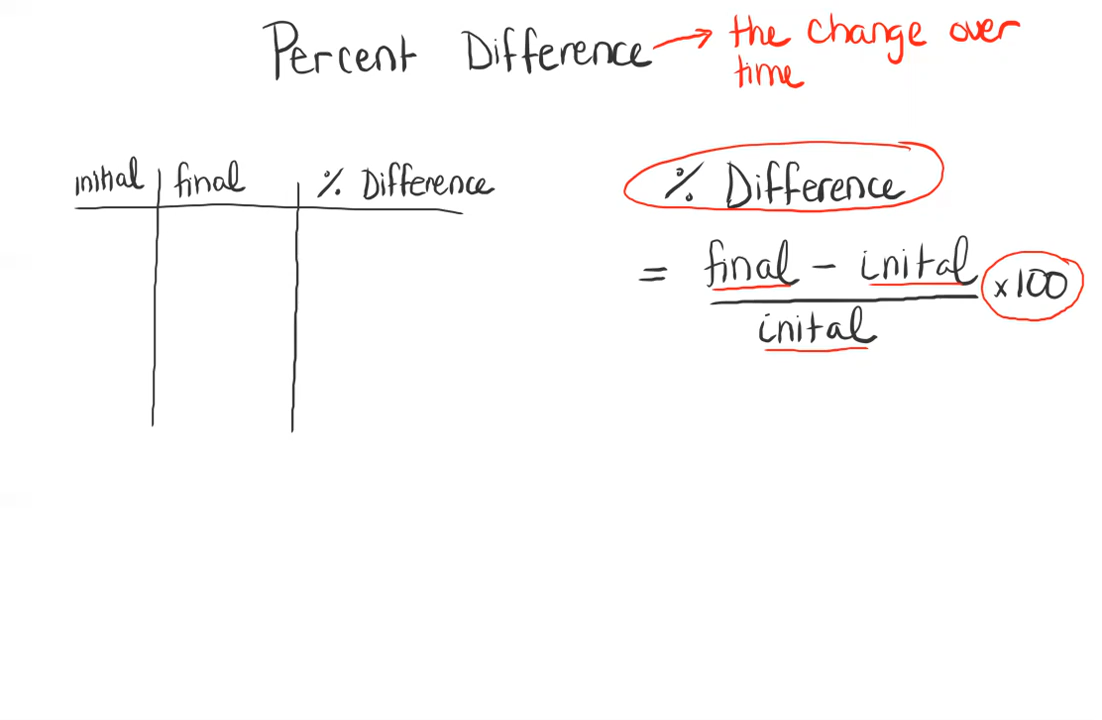 Percent Difference → the change over
time
initial final % Difference
% Difference
= final - inital x100
inital